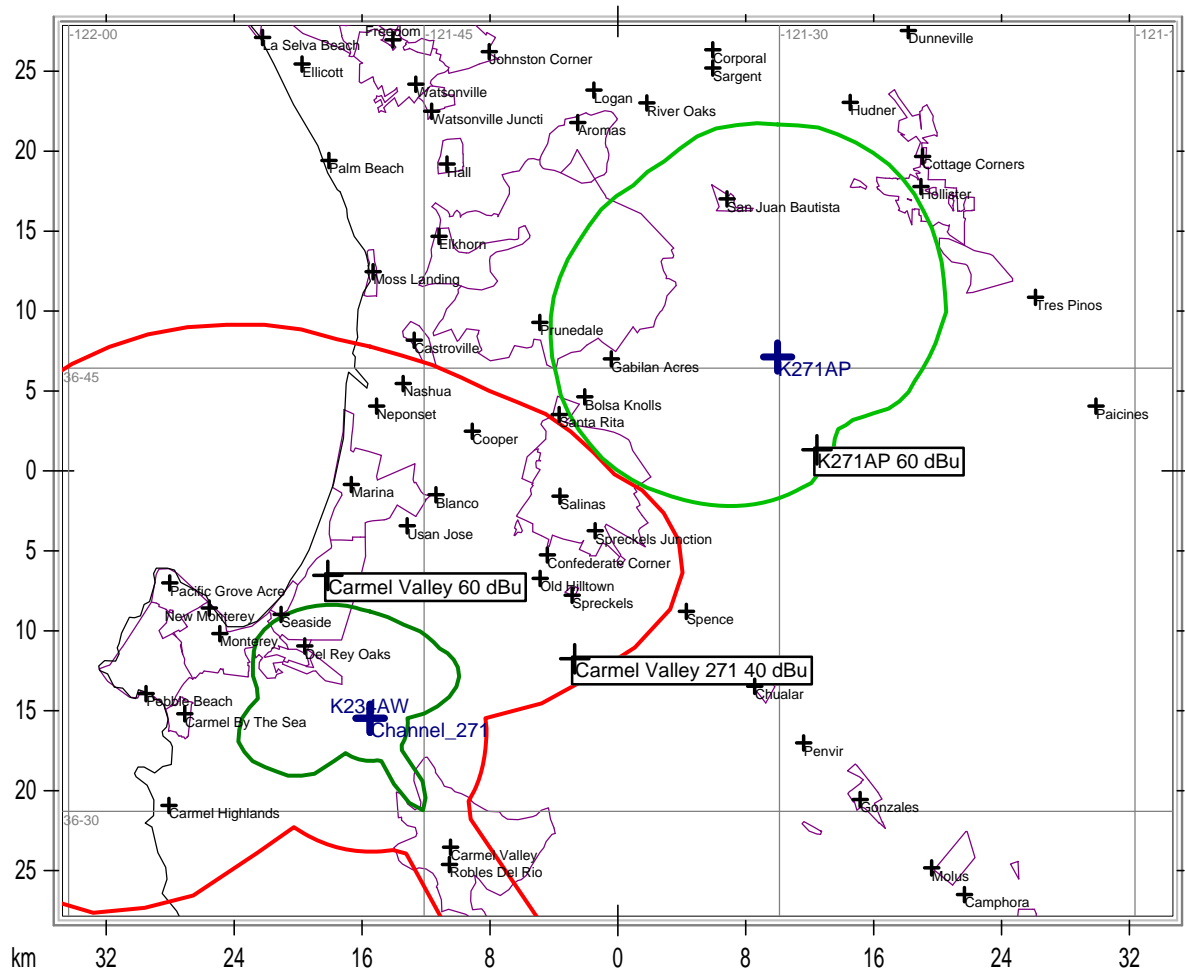 -122-00
Freedom
-121-45
-121-30
-121-1
La Selva Beach
Dunneville
Johnston Corner
Corporal
25
Ellicott
Sargent
Watsonville
Logan
River Oaks
Hudner
Watsonville Juncti
Aromas
20
Palm Beach
Hall
Cottage Corners
Hollister
San Juan Bautista
15
Elkhorn
Moss Landing
10
Tres Pinos
Prunedale
Castroville
Gabilan Acres
K271AP
36-45
5
Nashua
Neponset
Bolsa Knolls
Paicines
Santa Rita
Cooper
K271AP 60 dBu
0
Marina
Blanco
Salinas
Usan Jose
Spreckels Junction
5
Confederate Corner
Carmel Valley 60 dBu
Old Hilltown
Pacific Grove Acre
Spreckels
New Monterey
Seaside
Spence
10
Monterey
Del Rey Oaks
Carmel Valley 271 40 dBu
Pebble Beach
Chualar
K234AW
15
Carmel By The Sea
Channel_271
Penvir
20
Carmel Highlands
Gonzales
36-30
Carmel Valley
25
Robles Del Rio
Molus
Camphora
km
32
24
16
8
0
8
16
24
32